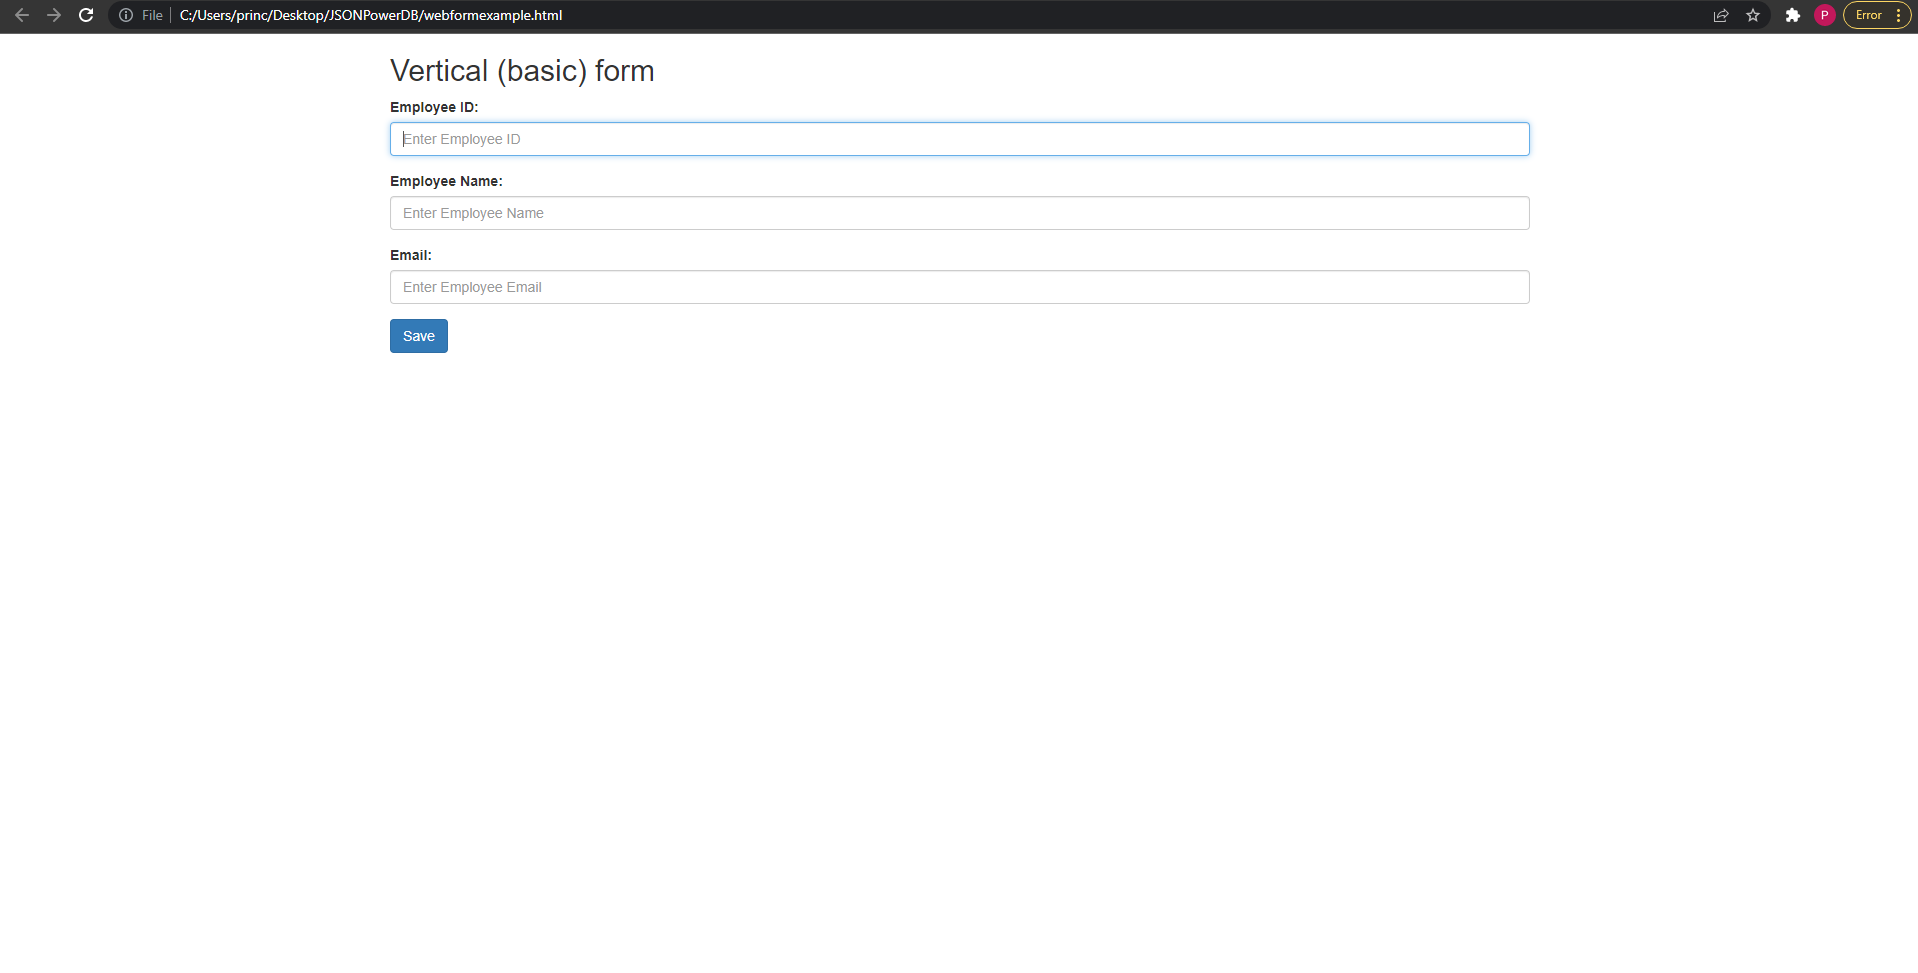 File C:/Users/princ/Desktop/JSONPowerDB/webformexample.html P Error
Vertical (basic) form
Employee ID:
Enter Employee ID
Employee Name:
Enter Employee Name
Email:
Enter Employee Email
Save